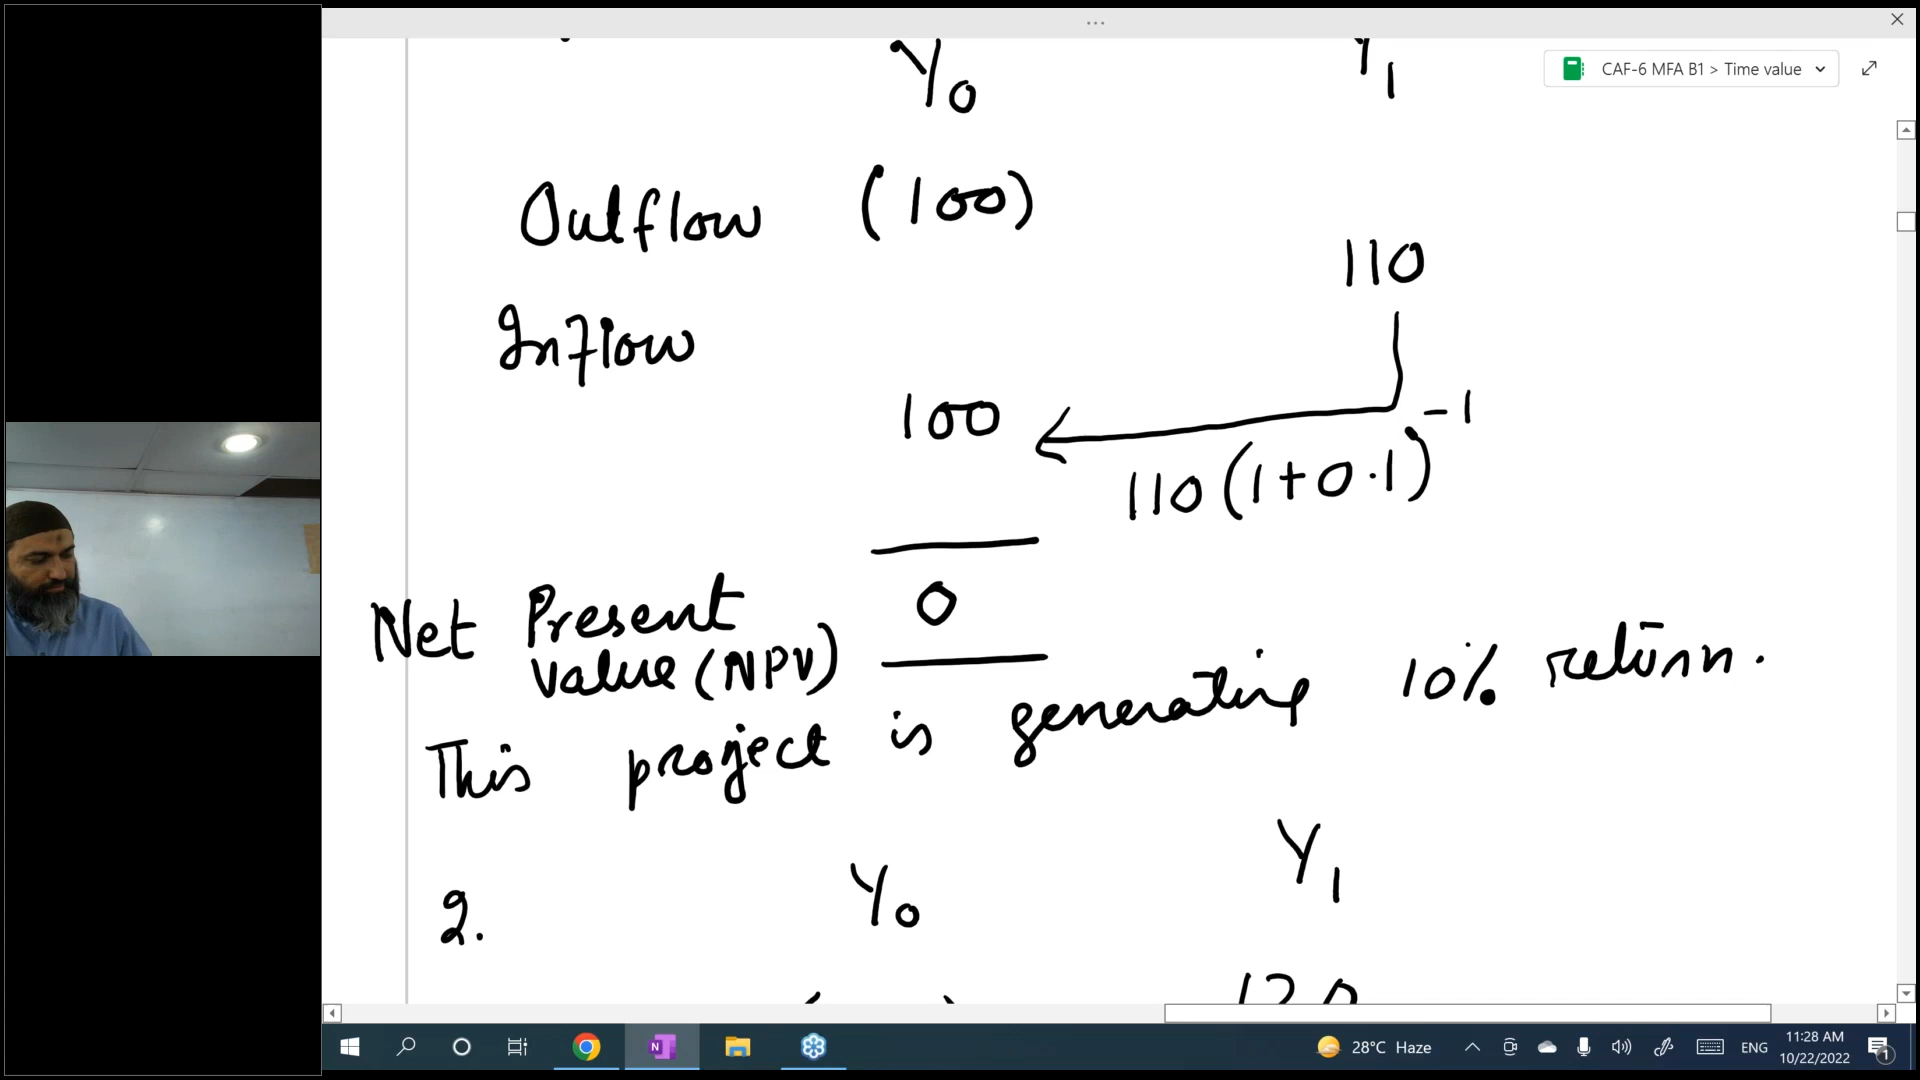 ...
CAF-6 MFA B1 > Time value
Y0 Y1
Outflow (100)
110
Inflow
100
110(1+0.1)-1
0
Net Present
Value (NPV)
This project is generating 10% return.
2. Y0 Y1
120
28°C Haze
ENG
11:28 AM
10/22/2022
1